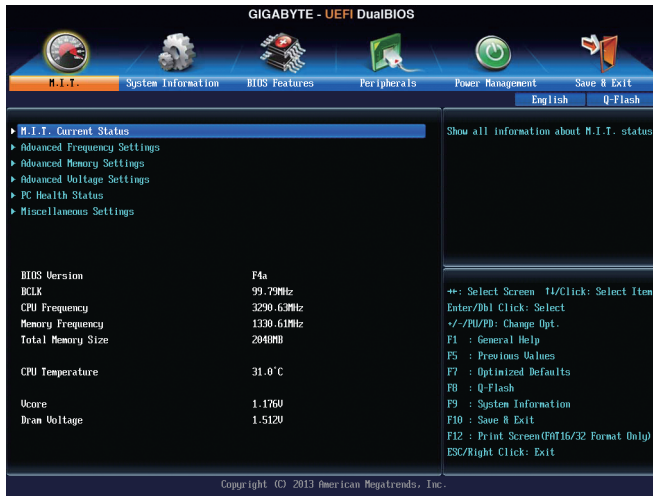 GIGABYTE - UEFI DualBIOS
M.I.T. System Information BIOS Features Peripherals Power Management Save & Exit
English Q-Flash
M.I.T. Current Status
Advanced Frequency Settings
Advanced Memory Settings
Advanced Voltage Settings
PC Health Status
Miscellaneous Settings
BIOS Version F4a
BCLK 99.79MHz
CPU Frequency 3290.63MHz
Memory Frequency 1330.61MHz
Total Memory Size 2048MB
CPU Temperature 31.0°C
Vcore 1.176V
Dram Voltage 1.512V
Show all information about M.I.T. status
→←: Select Screen ↑↓/Click: Select Item
Enter/Dbl Click: Select
+/-/PU/PD: Change Opt.
F1 : General Help
F5 : Previous Values
F7 : Optimized Defaults
F8 : Q-Flash
F9 : System Information
F10 : Save & Exit
F12 : Print Screen(FAT16/32 Format Only)
ESC/Right Click: Exit
Copyright (C) 2013 American Megatrends, Inc.